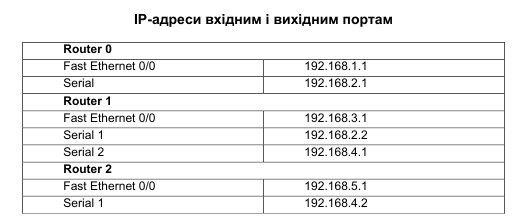 IP-адреси вхідним і вихідним портам
Router 0
Fast Ethernet 0/0 192.168.1.1
Serial 192.168.2.1
Router 1
Fast Ethernet 0/0 192.168.3.1
Serial 1 192.168.2.2
Serial 2 192.168.4.1
Router 2
Fast Ethernet 0/0 192.168.5.1
Serial 1 192.168.4.2